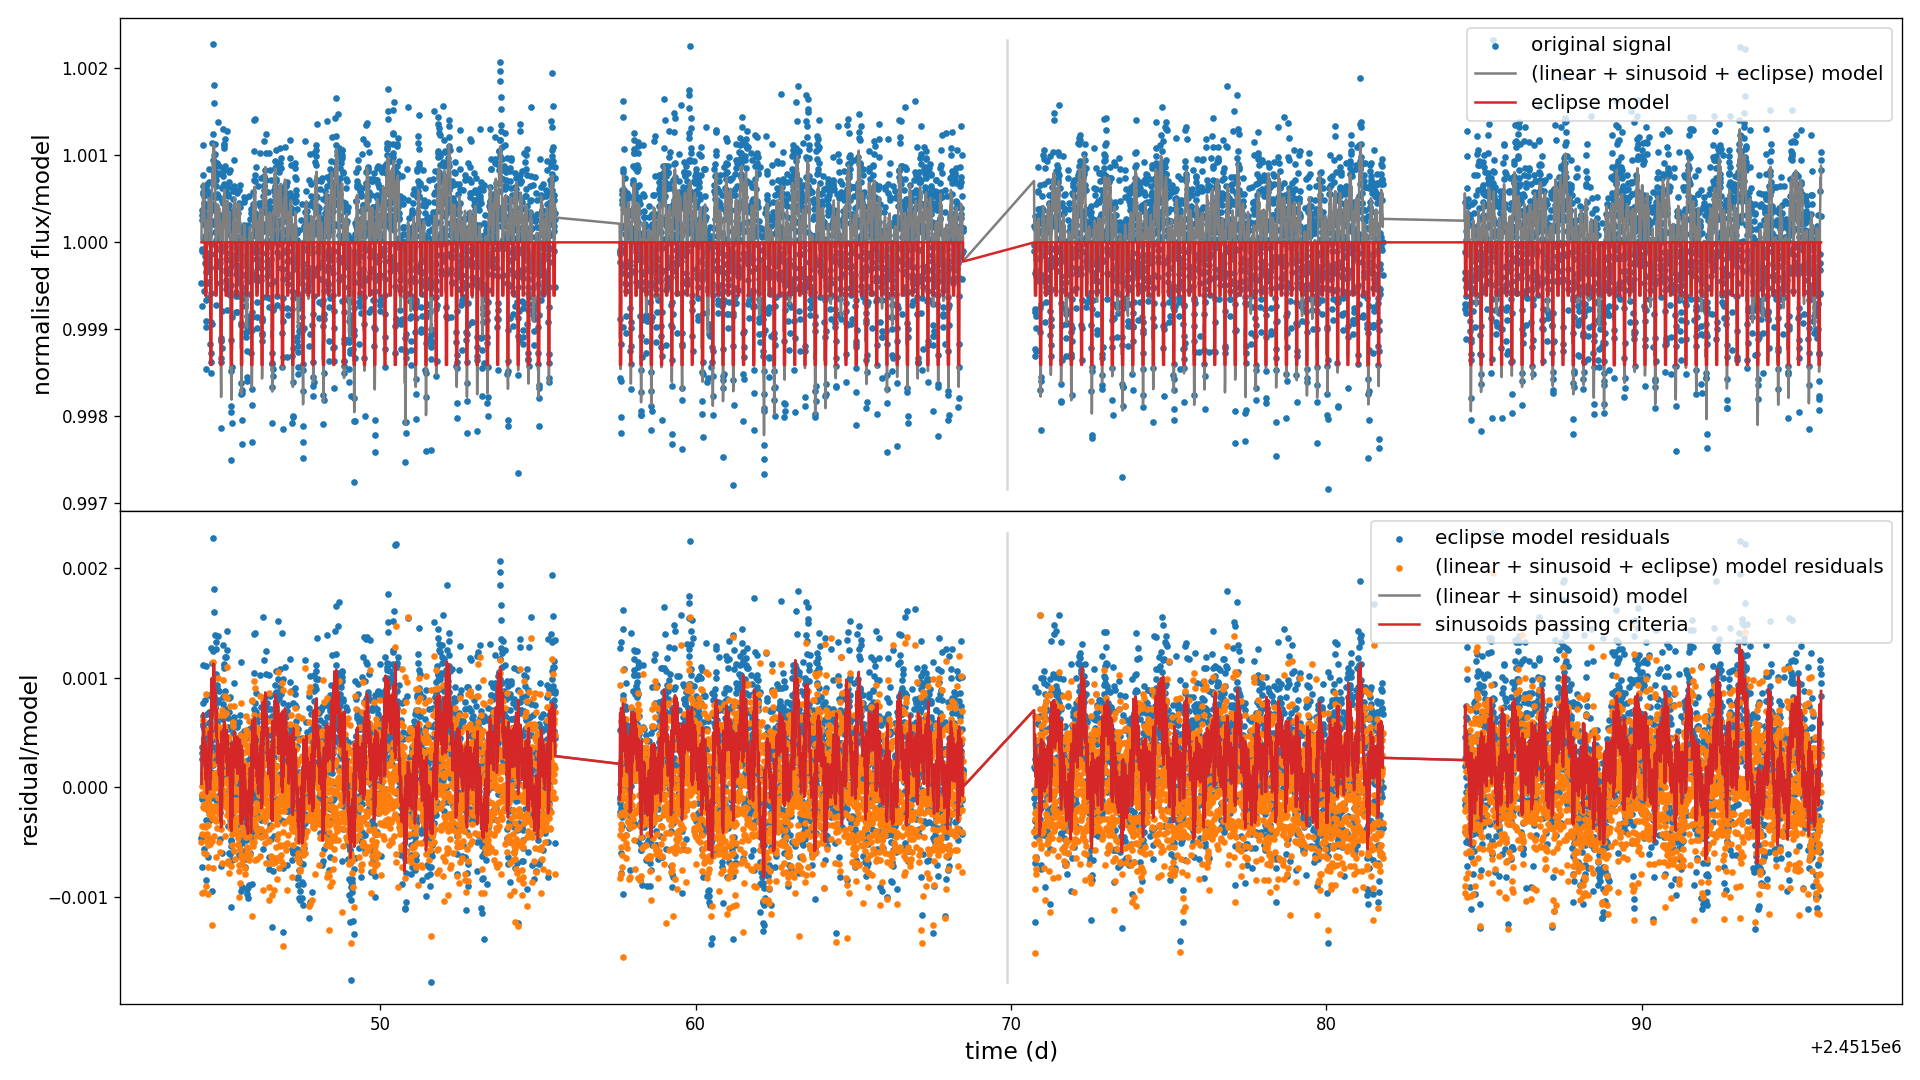 normalised flux/model
1.002
1.001
1.000
0.999
0.998
0.997
original signal
(linear + sinusoid + eclipse) model
eclipse model
residual/model
0.002
0.001
0.000
−0.001
eclipse model residuals
(linear + sinusoid + eclipse) model residuals
(linear + sinusoid) model
sinusoids passing criteria
50
60
70
80
90
time (d)
+2.4515e6